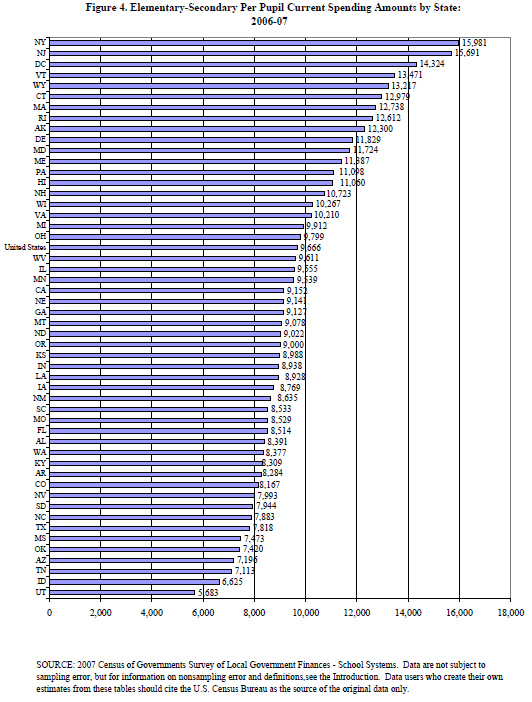 Figure 4. Elementary-Secondary Per Pupil Current Spending Amounts by State:
2006-07
NY 15,981
NJ 15,691
DC 14,324
VT 13,471
WY 13,217
CT 12,979
MA 12,738
RI 12,612
AK 12,300
DE 11,829
MD 11,724
ME 11,387
PA 11,098
HI 11,060
NH 10,723
WI 10,267
VA 10,210
MI 9,912
OH 9,799
United States 9,666
WV 9,611
IL 9,555
MN 9,539
CA 9,152
NE 9,141
GA 9,127
MT 9,078
ND 9,022
OR 9,000
KS 8,988
IN 8,938
LA 8,928
IA 8,769
NM 8,635
SC 8,533
MO 8,529
FL 8,514
AL 8,391
WA 8,377
KY 8,309
AR 8,284
CO 8,167
NV 7,993
SD 7,944
NC 7,883
TX 7,818
MS 7,473
OK 7,420
AZ 7,196
TN 7,113
ID 6,625
UT 5,683
0 2,000 4,000 6,000 8,000 10,000 12,000 14,000 16,000 18,000
SOURCE: 2007 Census of Governments Survey of Local Government Finances - School Systems. Data are not subject to
sampling error, but for information on nonsampling error and definitions,see the Introduction. Data users who create their own
estimates from these tables should cite the U.S. Census Bureau as the source of the original data only.